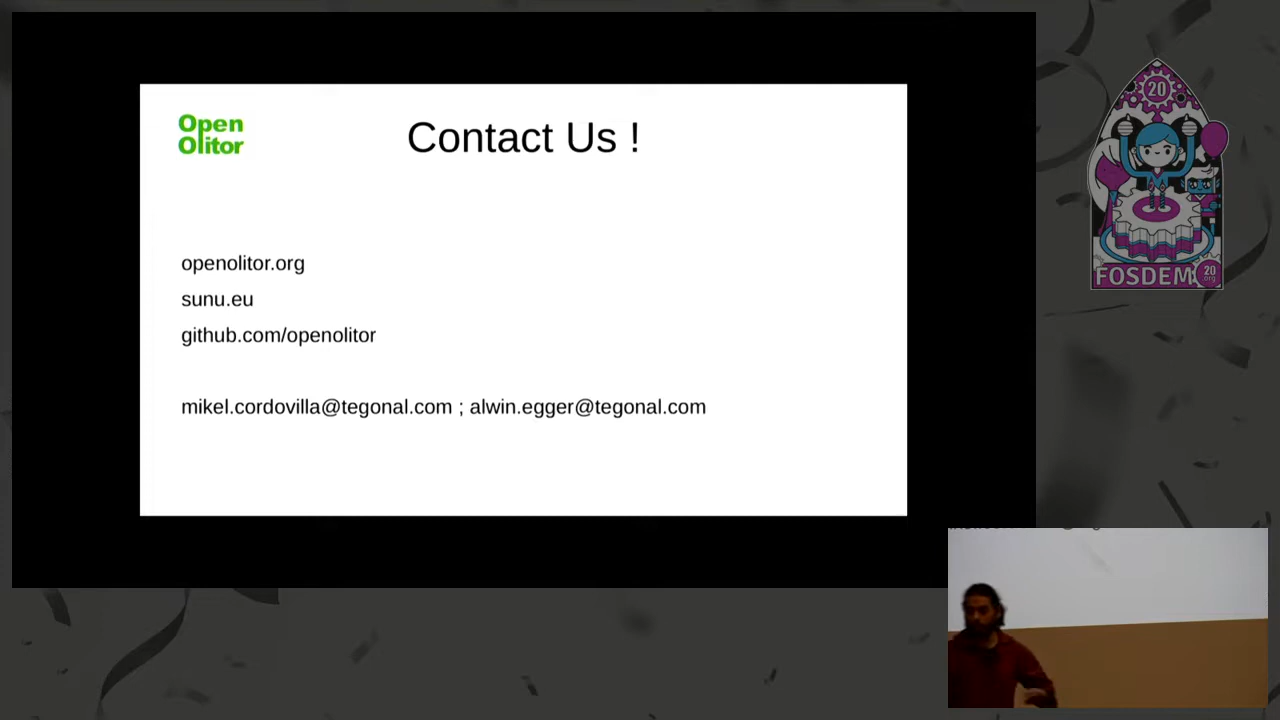 Open
Olitor
Contact Us !
openolitor.org
sunu.eu
github.com/openolitor
mikel.cordovilla@tegonal.com ; alwin.egger@tegonal.com
20
FOSDEM
20
.org